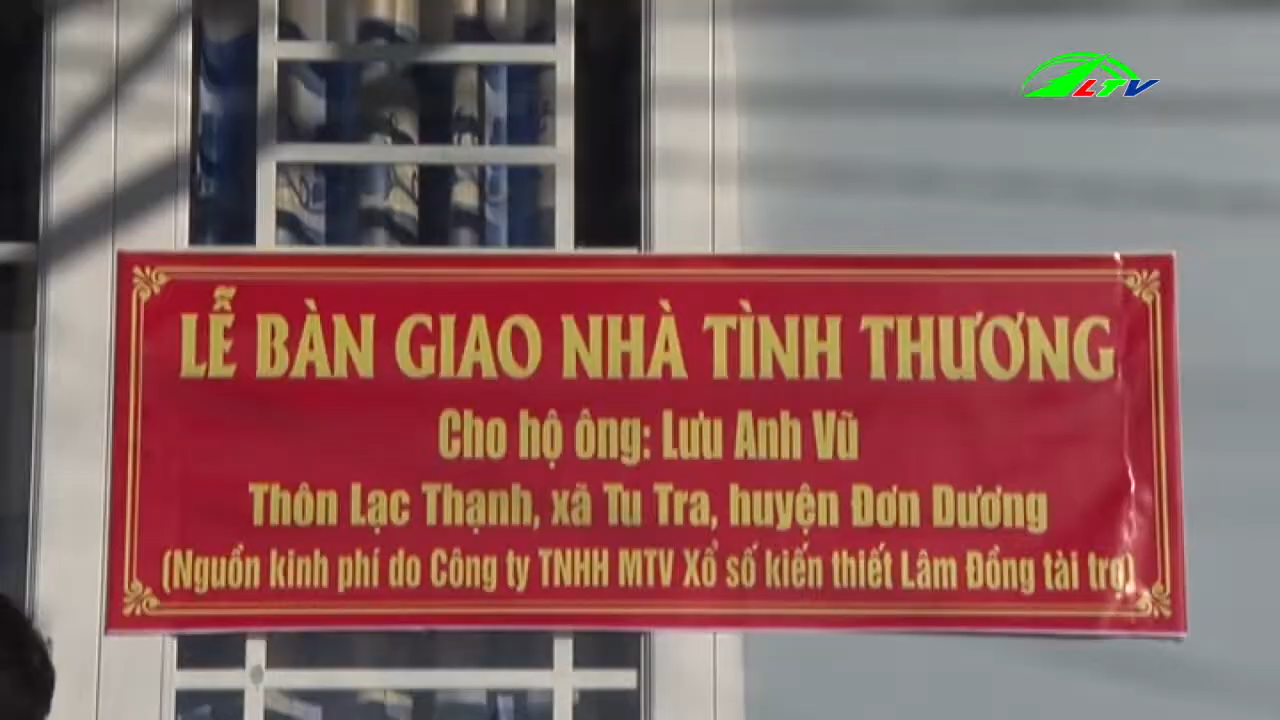 LTV
LỄ BÀN GIAO NHÀ TÌNH THƯƠNG
Cho hộ ông: Lưu Anh Vũ
Thôn Lạc Thạnh, xã Tu Tra, huyện Đơn Dương
(Nguồn kinh phí do Công ty TNHH MTV Xổ số kiến thiết Lâm Đồng tài trợ)